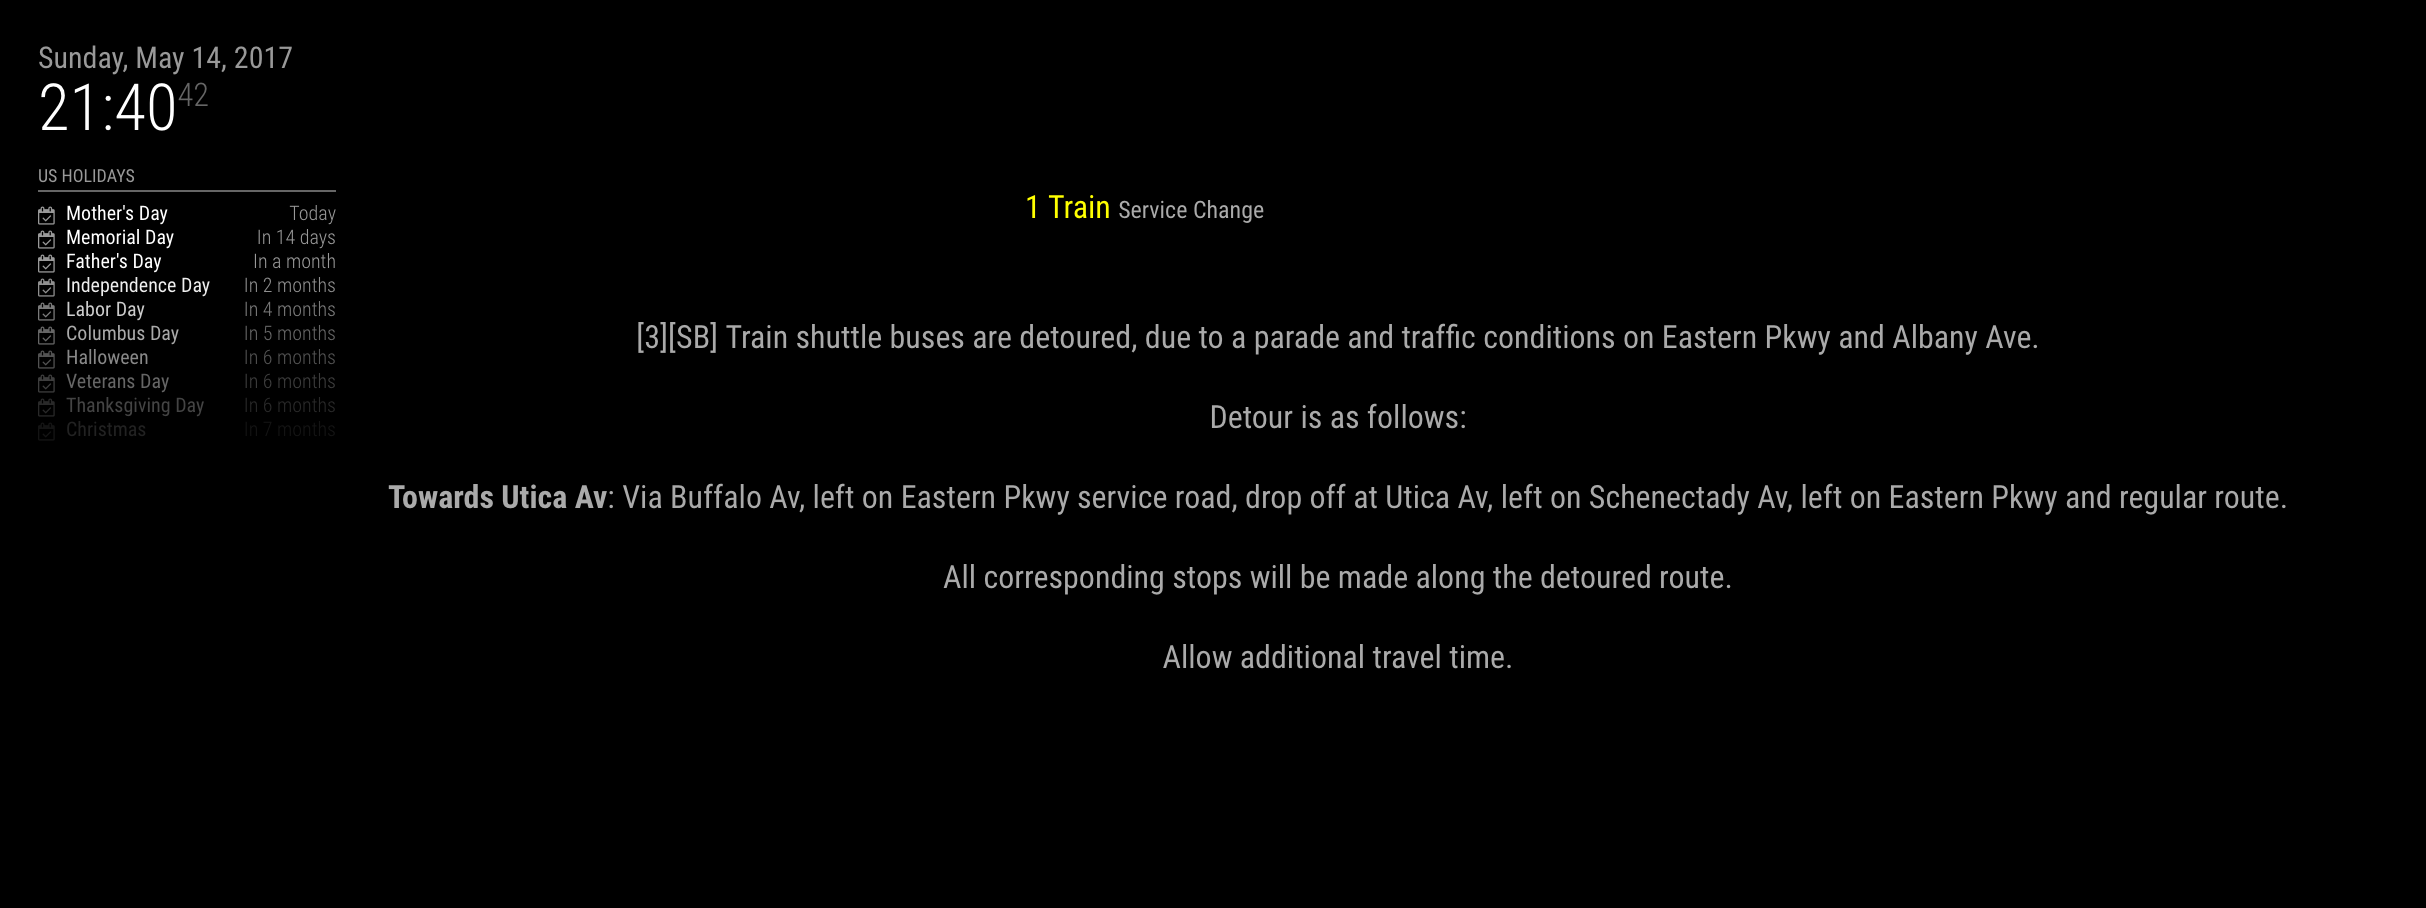 Sunday, May 14, 2017
21:40 42
US HOLIDAYS
Mother's Day Today
Memorial Day In 14 days
Father's Day In a month
Independence Day In 2 months
Labor Day In 4 months
Columbus Day In 5 months
Halloween In 6 months
Veterans Day In 6 months
Thanksgiving Day In 6 months
Christmas In 7 months
1 Train Service Change
[3][SB] Train shuttle buses are detoured, due to a parade and traffic conditions on Eastern Pkwy and Albany Ave.
Detour is as follows:
Towards Utica Av: Via Buffalo Av, left on Eastern Pkwy service road, drop off at Utica Av, left on Schenectady Av, left on Eastern Pkwy and regular route.
All corresponding stops will be made along the detoured route.
Allow additional travel time.